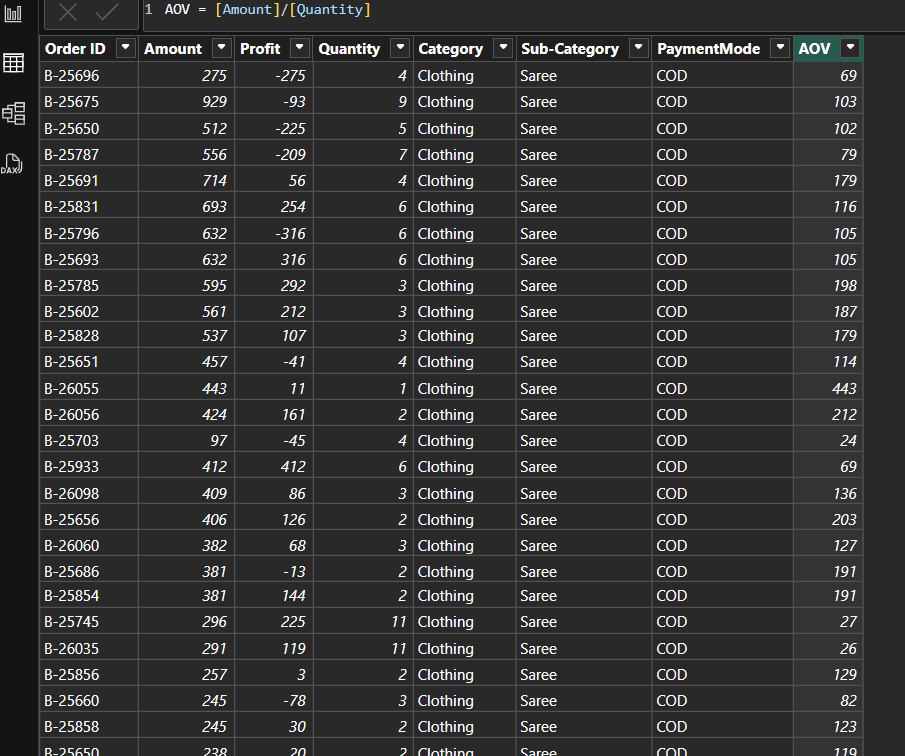 1 AOV = [Amount]/[Quantity]
Order ID Amount Profit Quantity Category Sub-Category PaymentMode AOV
B-25696 275 -275 4 Clothing Saree COD 69
B-25675 929 -93 9 Clothing Saree COD 103
B-25650 512 -225 5 Clothing Saree COD 102
B-25787 556 -209 7 Clothing Saree COD 79
B-25691 714 56 4 Clothing Saree COD 179
B-25831 693 254 6 Clothing Saree COD 116
B-25796 632 -316 6 Clothing Saree COD 105
B-25693 632 316 6 Clothing Saree COD 105
B-25785 595 292 3 Clothing Saree COD 198
B-25602 561 212 3 Clothing Saree COD 187
B-25828 537 107 3 Clothing Saree COD 179
B-25651 457 -41 4 Clothing Saree COD 114
B-26055 443 11 1 Clothing Saree COD 443
B-26056 424 161 2 Clothing Saree COD 212
B-25703 97 -45 4 Clothing Saree COD 24
B-25933 412 412 6 Clothing Saree COD 69
B-26098 409 86 3 Clothing Saree COD 136
B-25656 406 126 2 Clothing Saree COD 203
B-26060 382 68 3 Clothing Saree COD 127
B-25686 381 -13 2 Clothing Saree COD 191
B-25854 381 144 2 Clothing Saree COD 191
B-25745 296 225 11 Clothing Saree COD 27
B-26035 291 119 11 Clothing Saree COD 26
B-25856 257 3 2 Clothing Saree COD 129
B-25660 245 -78 3 Clothing Saree COD 82
B-25858 245 30 2 Clothing Saree COD 123
B-25650 238 20 2 Clothing Saree COD 119
DAX